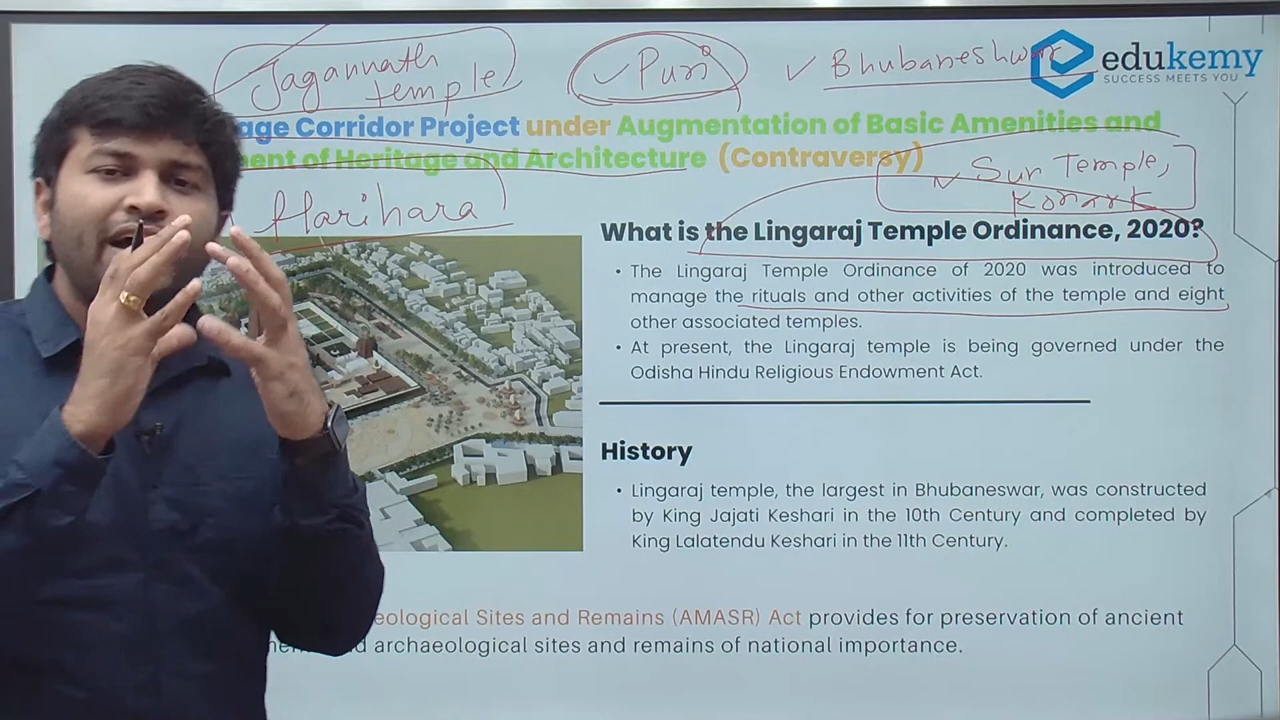 Jagannath temple
Puri
Bhubaneshwar
edukemy
SUCCESS MEETS YOU
age Corridor Project under Augmentation of Basic Amenities and
ment of Heritage and Architecture (Contraversy)
Sun Temple,
Konark
Harihara
What is the Lingaraj Temple Ordinance, 2020?
• The Lingaraj Temple Ordinance of 2020 was introduced to
manage the rituals and other activities of the temple and eight
other associated temples.
• At present, the Lingaraj temple is being governed under the
Odisha Hindu Religious Endowment Act.
History
• Lingaraj temple, the largest in Bhubaneswar, was constructed
by King Jajati Keshari in the 10th Century and completed by
King Lalatendu Keshari in the 11th Century.
eological Sites and Remains (AMASR) Act provides for preservation of ancient
archaeological sites and remains of national importance.